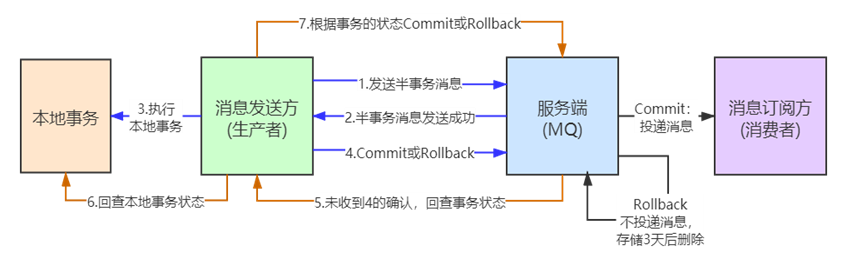 7.根据事务的状态Commit或Rollback
本地事务
3.执行
本地事务
消息发送方
(生产者)
1.发送半事务消息
2.半事务消息发送成功
4.Commit或Rollback
服务端
(MQ)
Commit:
投递消息
消息订阅方
(消费者)
6.回查本地事务状态
5.未收到4的确认，回查事务状态
Rollback
不投递消息，
存储3天后删除